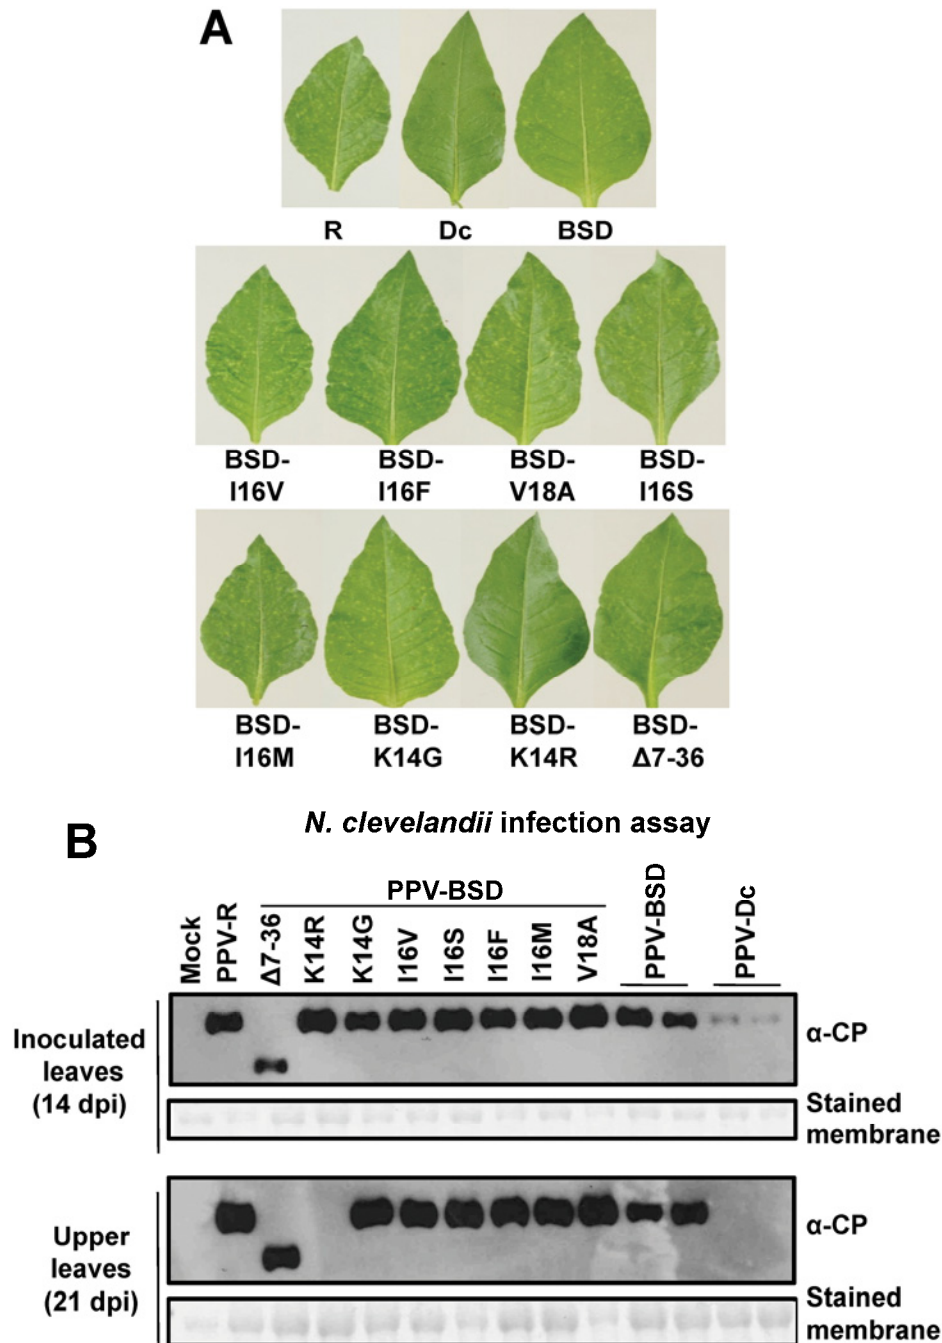 A
R Dc BSD
BSD- BSD- BSD- BSD-
I16V I16F V18A I16S
BSD- BSD- BSD- BSD-
I16M K14G K14R Δ7-36
B
N. clevelandii infection assay
PPV-BSD
Mock
PPV-R
Δ7-36
K14R
K14G
I16V
I16S
I16F
I16M
V18A
PPV-BSD
PPV-Dc
Inoculated
leaves
(14 dpi)
α-CP
Stained
membrane
Upper
leaves
(21 dpi)
α-CP
Stained
membrane